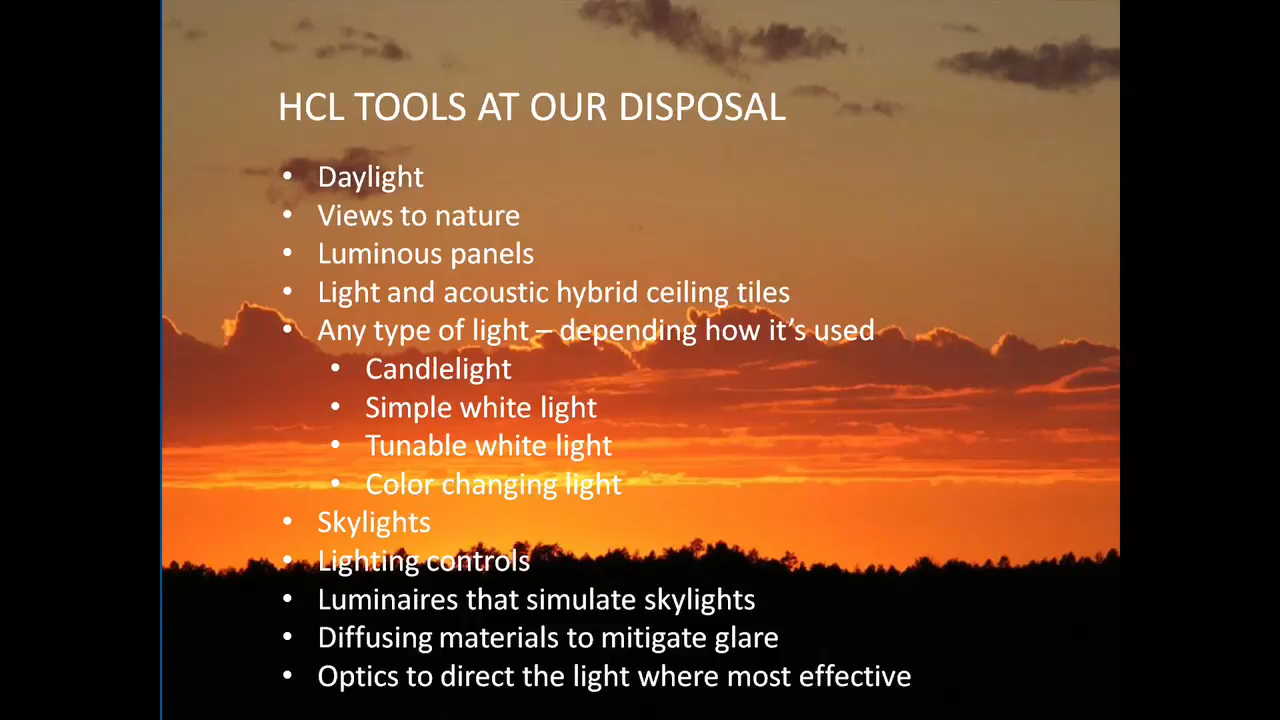 HCL TOOLS AT OUR DISPOSAL
• Daylight
• Views to nature
• Luminous panels
• Light and acoustic hybrid ceiling tiles
• Any type of light – depending how it’s used
• Candlelight
• Simple white light
• Tunable white light
• Color changing light
• Skylights
• Lighting controls
• Luminaires that simulate skylights
• Diffusing materials to mitigate glare
• Optics to direct the light where most effective